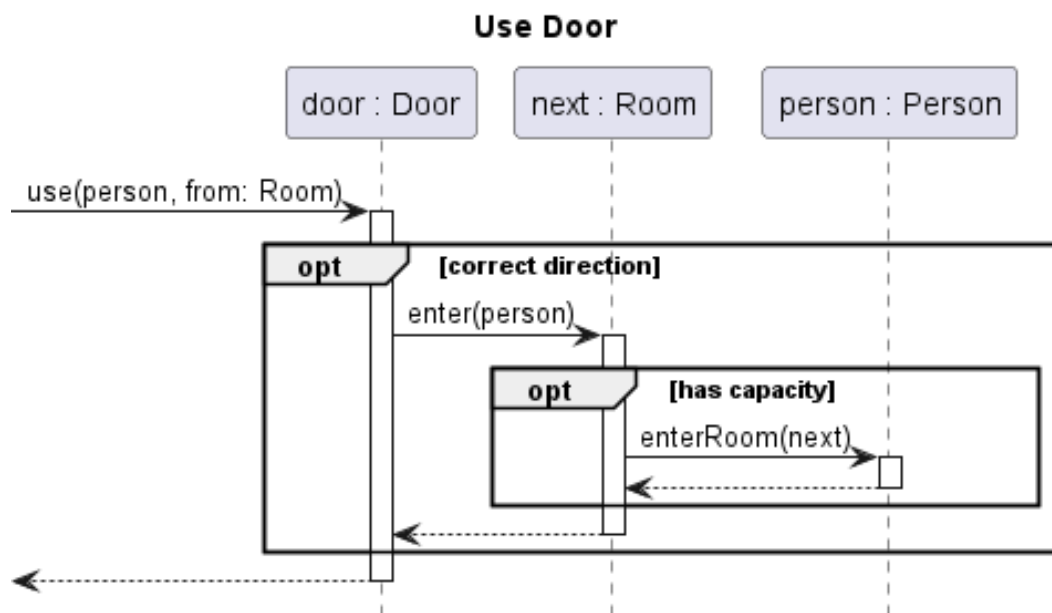 Use Door
door : Door
next : Room
person : Person
use(person, from: Room)
opt
[correct direction]
enter(person)
opt
[has capacity]
enterRoom(next)